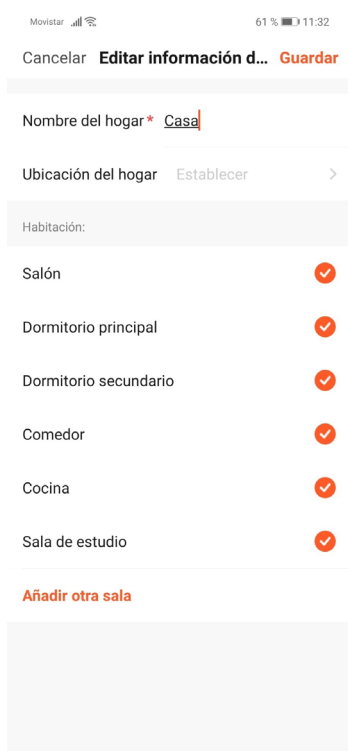 Movistar 61 % 11:32
Cancelar Editar información d... Guardar
Nombre del hogar * Casa
Ubicación del hogar Establecer
Habitación:
Salón
Dormitorio principal
Dormitorio secundario
Comedor
Cocina
Sala de estudio
Añadir otra sala